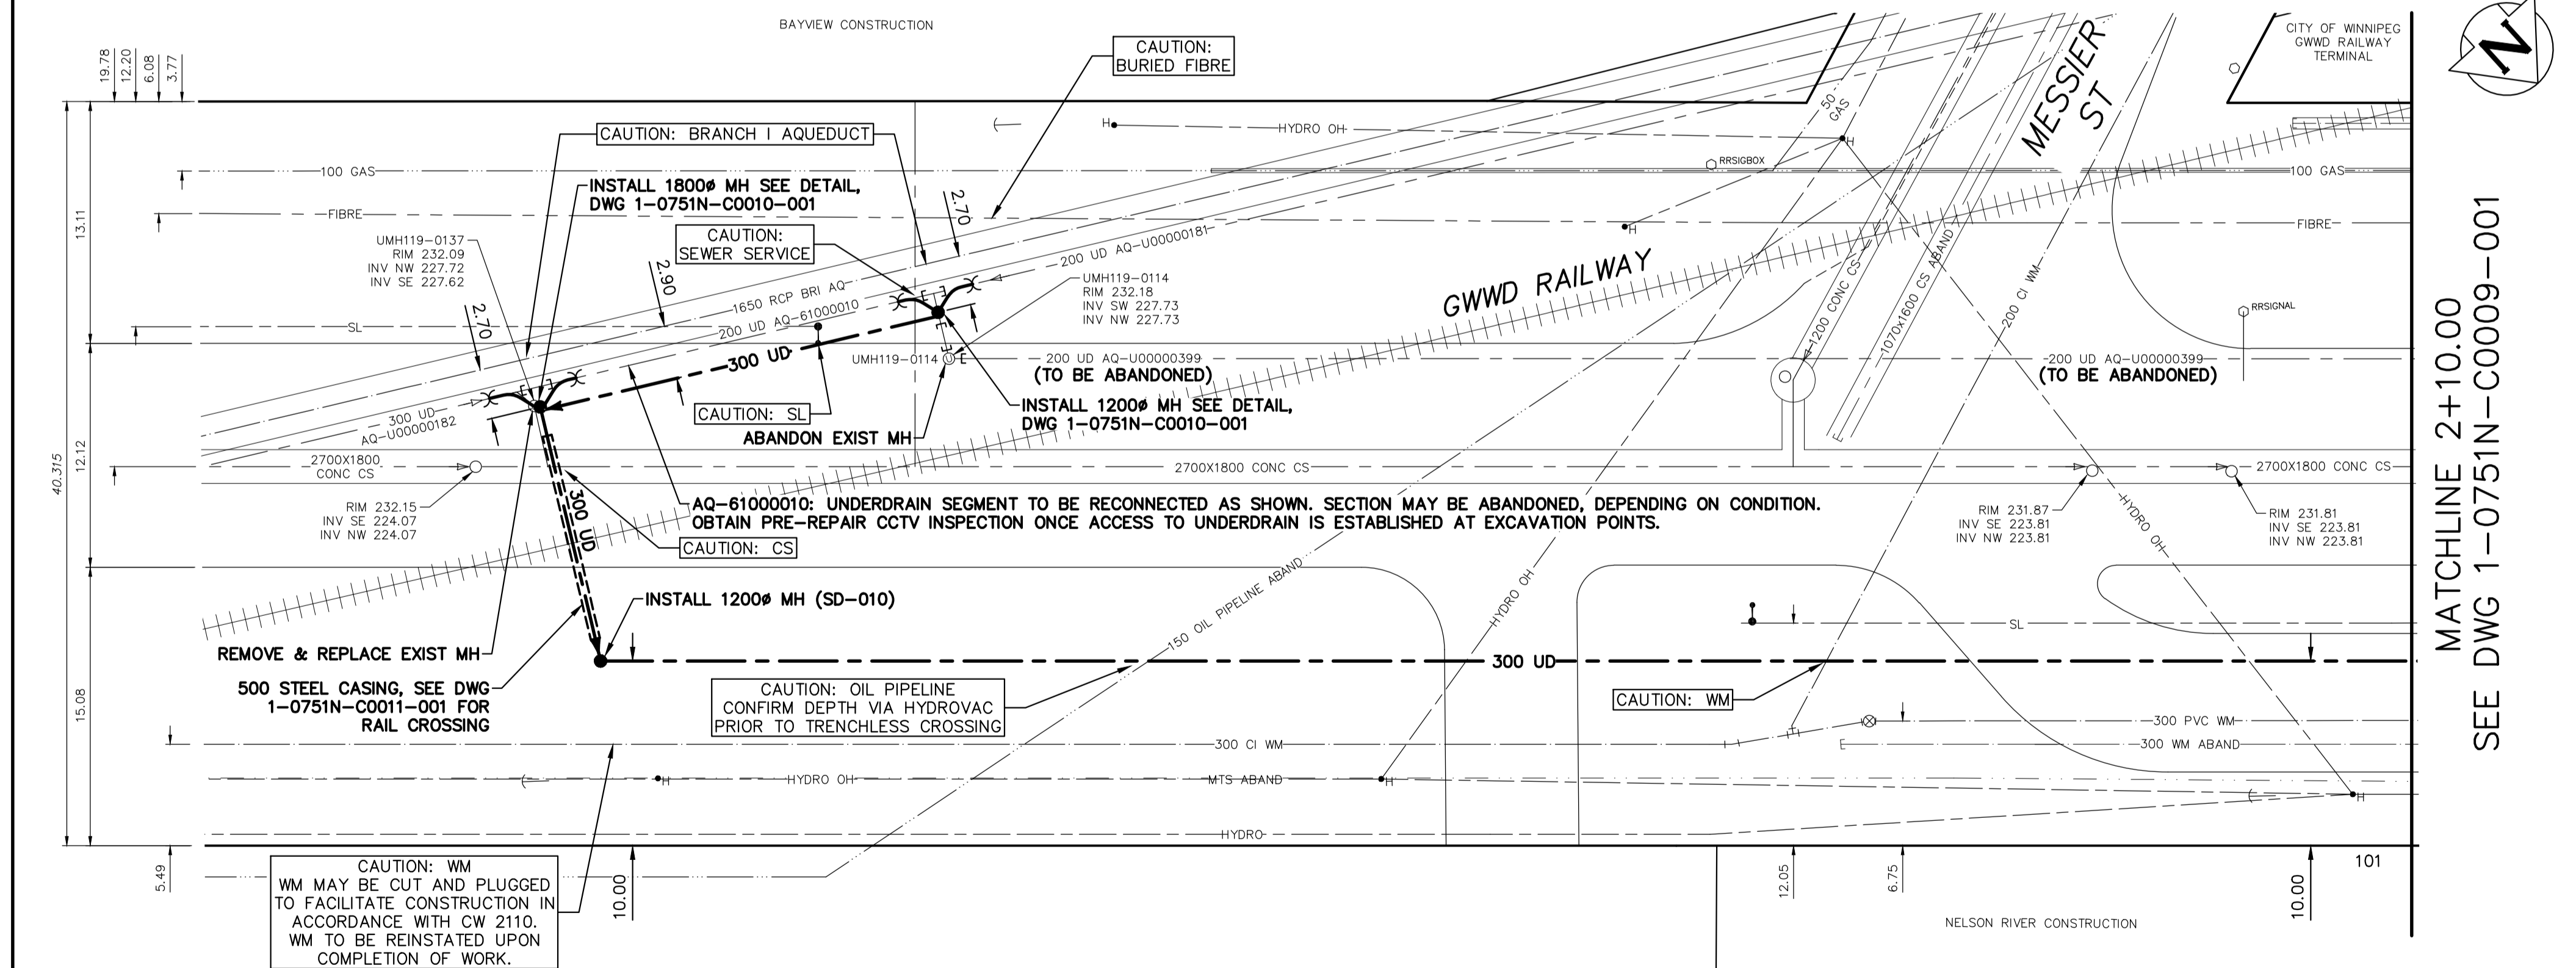 BAYVIEW CONSTRUCTION
CITY OF WINNIPEG
GWWD RAILWAY
TERMINAL
N
MESSIER
ST
CAUTION:
BURIED FIBRE
19.78
12.20
6.08
3.77
50
GAS
CAUTION: BRANCH I AQUEDUCT
H
HYDRO OH
H
RRSIGBOX
100 GAS
100 GAS
INSTALL 1800ø MH SEE DETAIL,
DWG 1-0751N-C0010-001
2.70
FIBRE
FIBRE
H
13.11
UMH119-0137
RIM 232.09
INV NW 227.72
INV SE 227.62
CAUTION:
SEWER SERVICE
200 UD AQ-U00000181
2.90
1650 RCP BRI AQ
200 UD AQ-61000010
UMH119-0114
RIM 232.18
INV SW 227.73
INV NW 227.73
GWWD RAILWAY
1200 CONC CS
1070x1600 CS ABAND
200 CI WM
RRSIGNAL
2.70
SL
300 UD
UMH119-0114
E
200 UD AQ-U00000399
(TO BE ABANDONED)
200 UD AQ-U00000399
(TO BE ABANDONED)
300 UD
AQ-U00000182
CAUTION: SL
INSTALL 1200ø MH SEE DETAIL,
DWG 1-0751N-C0010-001
ABANDON EXIST MH
40.315
12.12
2700X1800
CONC CS
2700X1800 CONC CS
2700X1800 CONC CS
RIM 232.15
INV SE 224.07
INV NW 224.07
300 UD
AQ-61000010: UNDERDRAIN SEGMENT TO BE RECONNECTED AS SHOWN. SECTION MAY BE ABANDONED, DEPENDING ON CONDITION.
OBTAIN PRE-REPAIR CCTV INSPECTION ONCE ACCESS TO UNDERDRAIN IS ESTABLISHED AT EXCAVATION POINTS.
CAUTION: CS
RIM 231.87
INV SE 223.81
INV NW 223.81
HYDRO OH
RIM 231.81
INV SE 223.81
INV NW 223.81
INSTALL 1200ø MH (SD-010)
150 OIL PIPELINE ABAND
HYDRO OH
SL
REMOVE & REPLACE EXIST MH
300 UD
500 STEEL CASING, SEE DWG
1-0751N-C0011-001 FOR
RAIL CROSSING
CAUTION: OIL PIPELINE
CONFIRM DEPTH VIA HYDROVAC
PRIOR TO TRENCHLESS CROSSING
CAUTION: WM
15.08
300 PVC WM
300 CI WM
E
300 WM ABAND
H
HYDRO OH
MTS ABAND
H
H
HYDRO
CAUTION: WM
WM MAY BE CUT AND PLUGGED
TO FACILITATE CONSTRUCTION IN
ACCORDANCE WITH CW 2110.
WM TO BE REINSTATED UPON
COMPLETION OF WORK.
5.49
10.00
12.05
6.75
10.00
101
NELSON RIVER CONSTRUCTION
MATCHLINE 2+10.00
SEE DWG 1-0751N-C0009-001